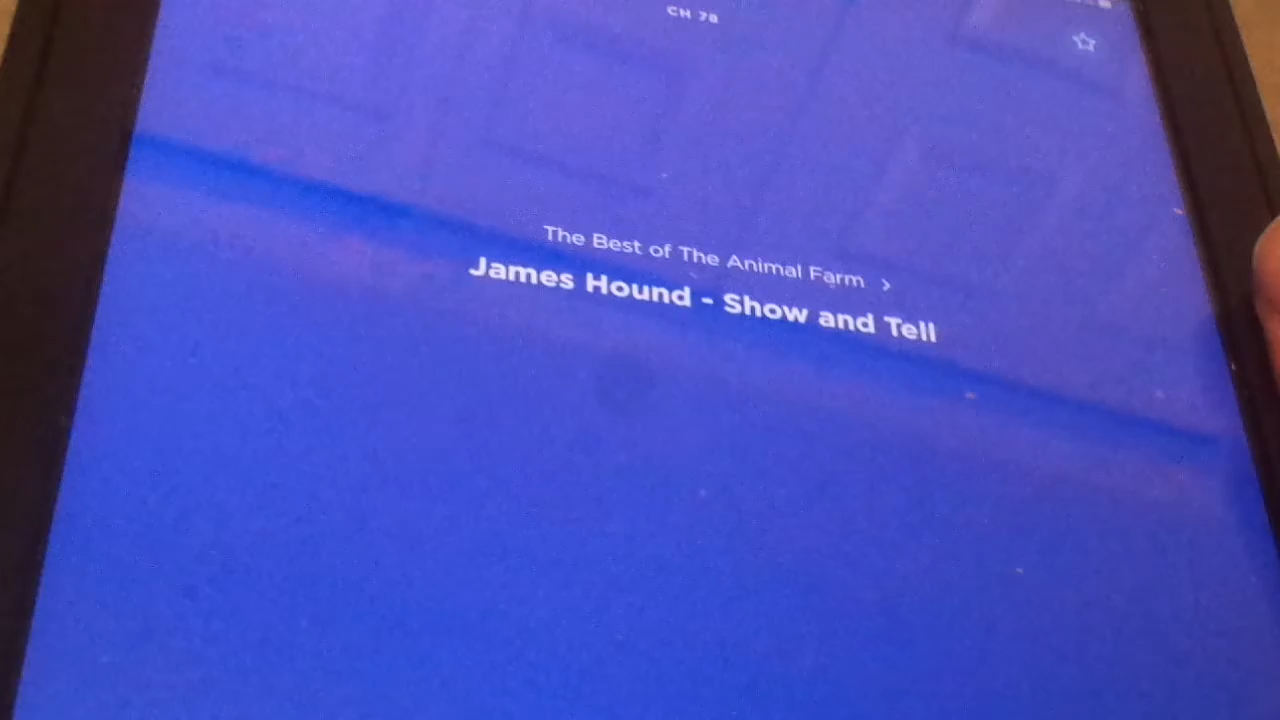 CH 78
The Best of The Animal Farm >
James Hound - Show and Tell